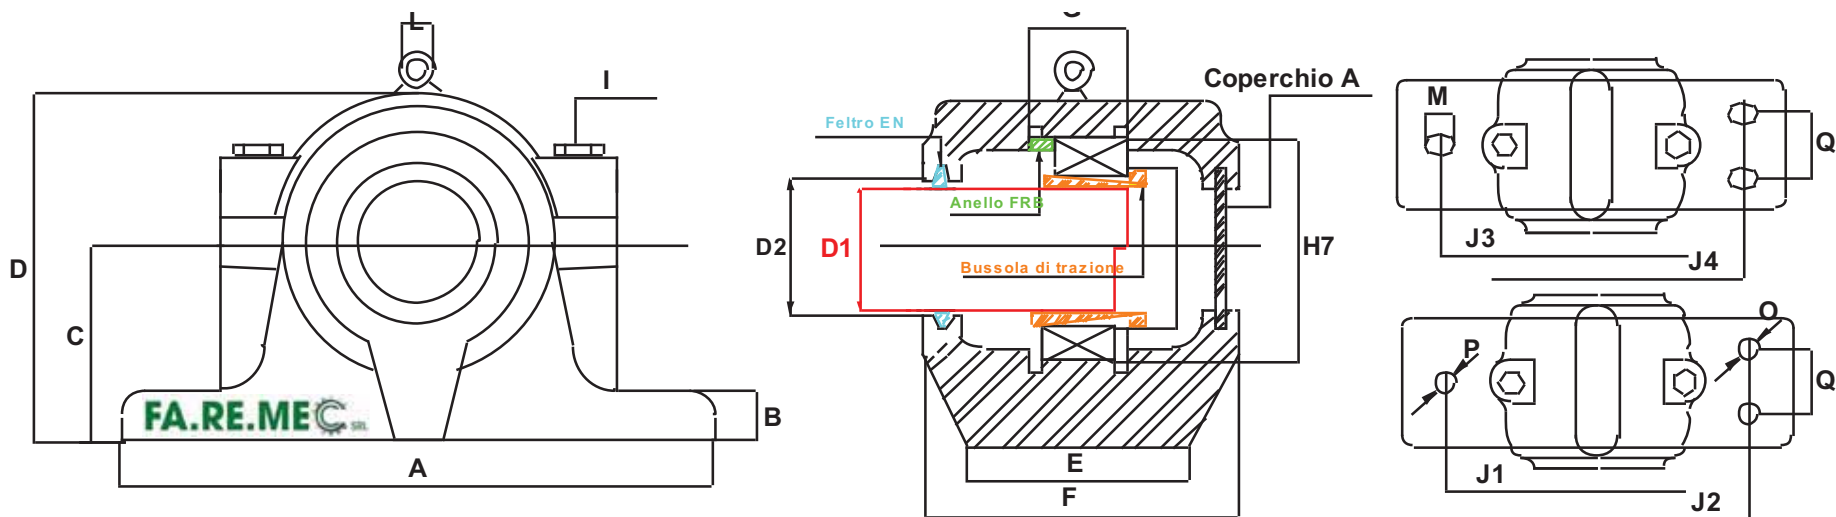 L
I
D
C
B
A
FA.RE.MEC SRL
Feltro EN
Coperchio A
Anello FRB
D2
D1
H7
Bussola di trazione
E
F
M
Q
J3
J4
O
P
Q
J1
J2